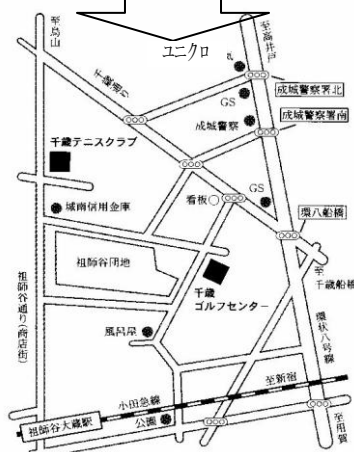 ユニクロ
至烏山
至高井戸
千歳通り
P
成城警察署北
GS
成城警察
成城警察署南
千歳テニスクラブ
城南信用金庫
看板
GS
環八船橋
祖師谷団地
千歳
ゴルフセンター
至
千歳船橋
環状八号線
祖師谷通り(商店街)
風呂屋
小田急線
至新宿
祖師谷大蔵駅
公園
至用賀